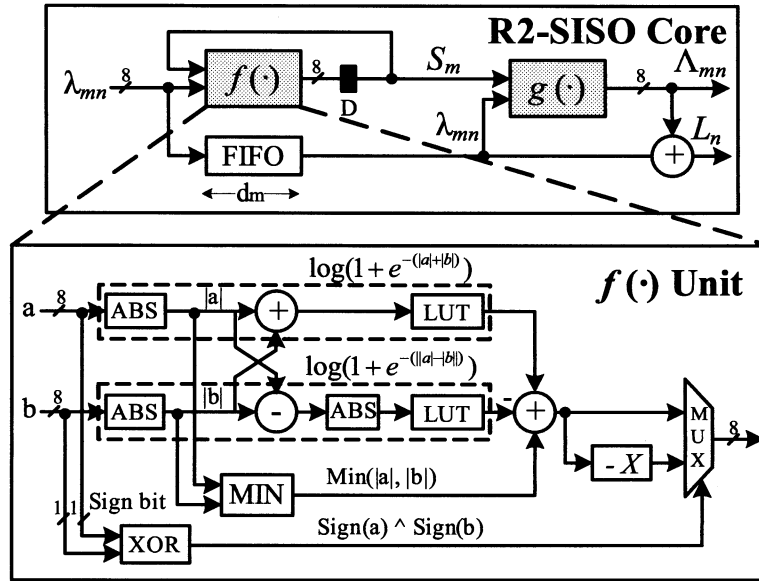 R2-SISO Core
λmn
8
f(·)
8
D
Sm
λmn
g(·)
8
Λmn
Ln
+
FIFO
dm
f(·) Unit
log(1+e^-(|a|+|b|))
a
8
ABS
|a|
+
LUT
log(1+e^-(||a|-|b||))
b
8
ABS
|b|
-
ABS
LUT
-
+
MUX
8
-X
MIN
Min(|a|, |b|)
1
1
Sign bit
XOR
Sign(a) ^ Sign(b)